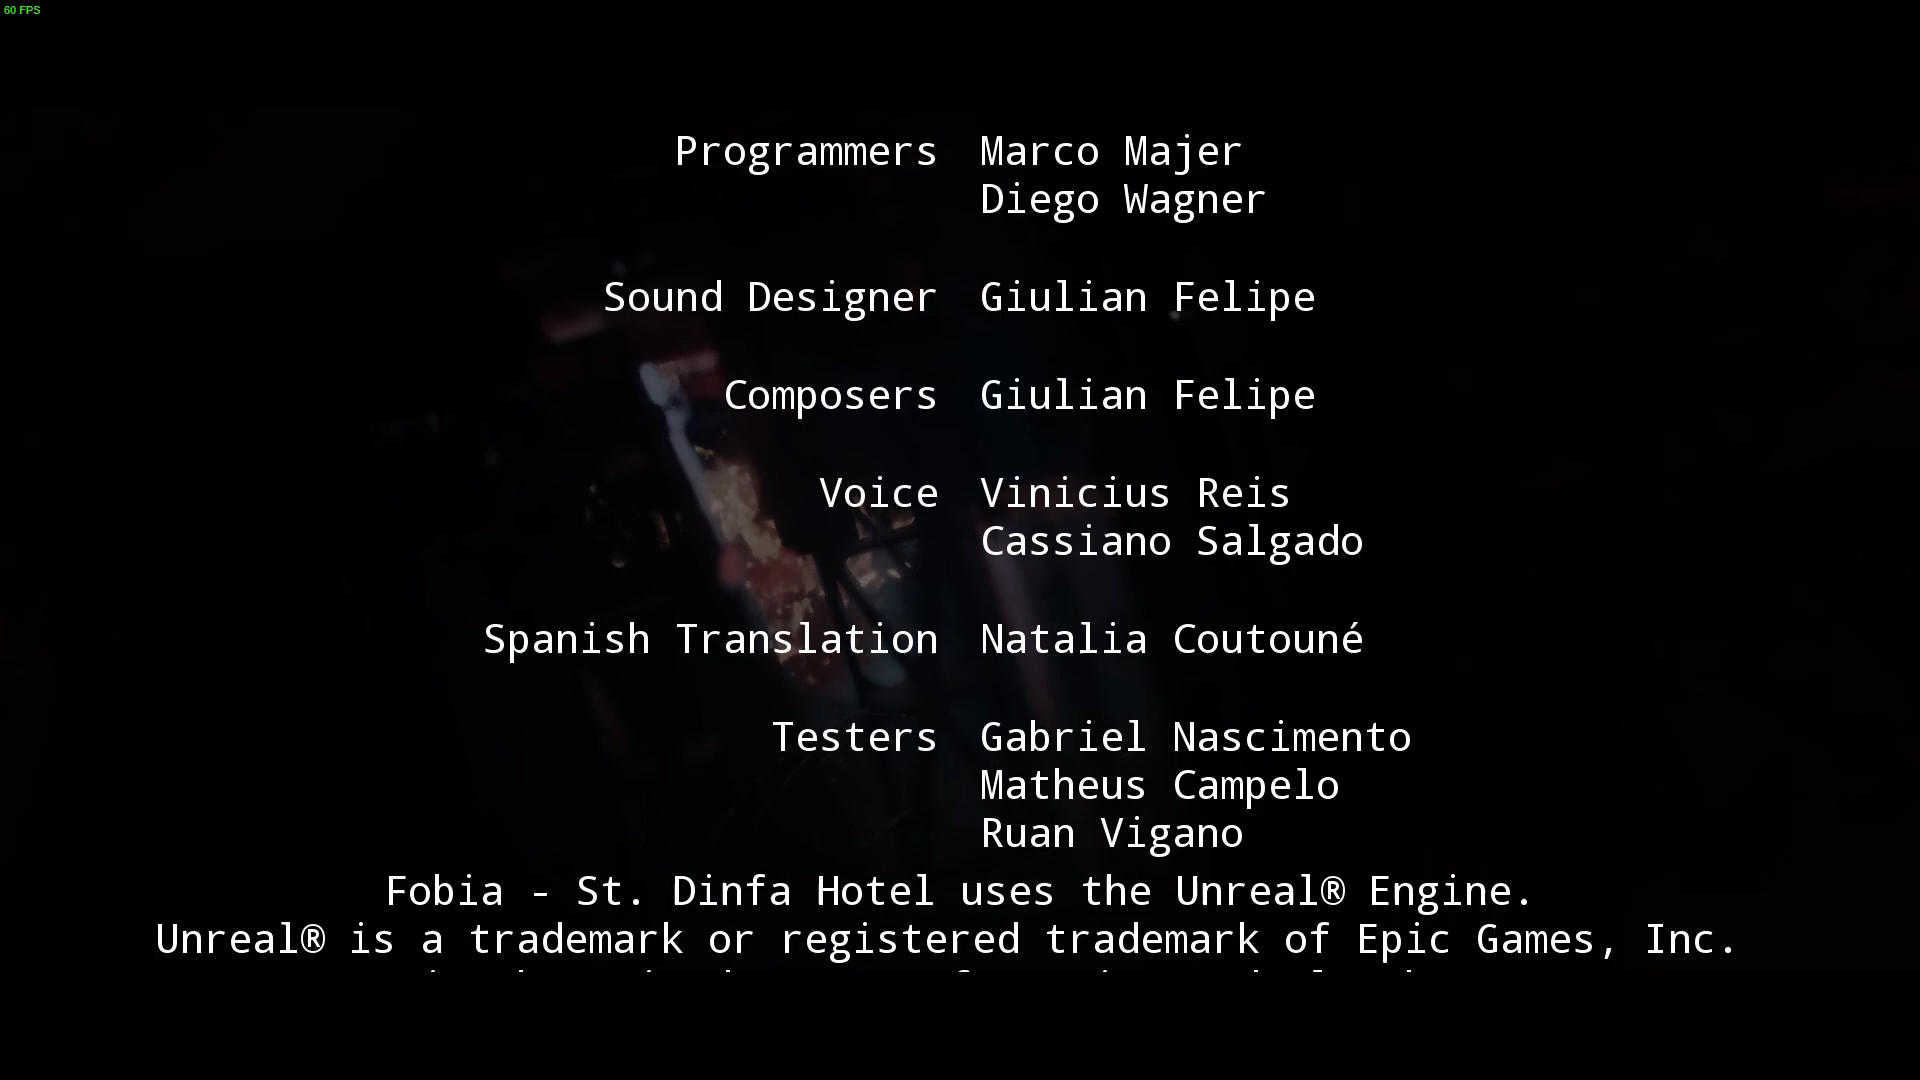 60 FPS
Programmers Marco Majer
Diego Wagner
Sound Designer Giulian Felipe
Composers Giulian Felipe
Voice Vinicius Reis
Cassiano Salgado
Spanish Translation Natalia Coutouné
Testers Gabriel Nascimento
Matheus Campelo
Ruan Vigano
Fobia - St. Dinfa Hotel uses the Unreal® Engine.
Unreal® is a trademark or registered trademark of Epic Games, Inc.